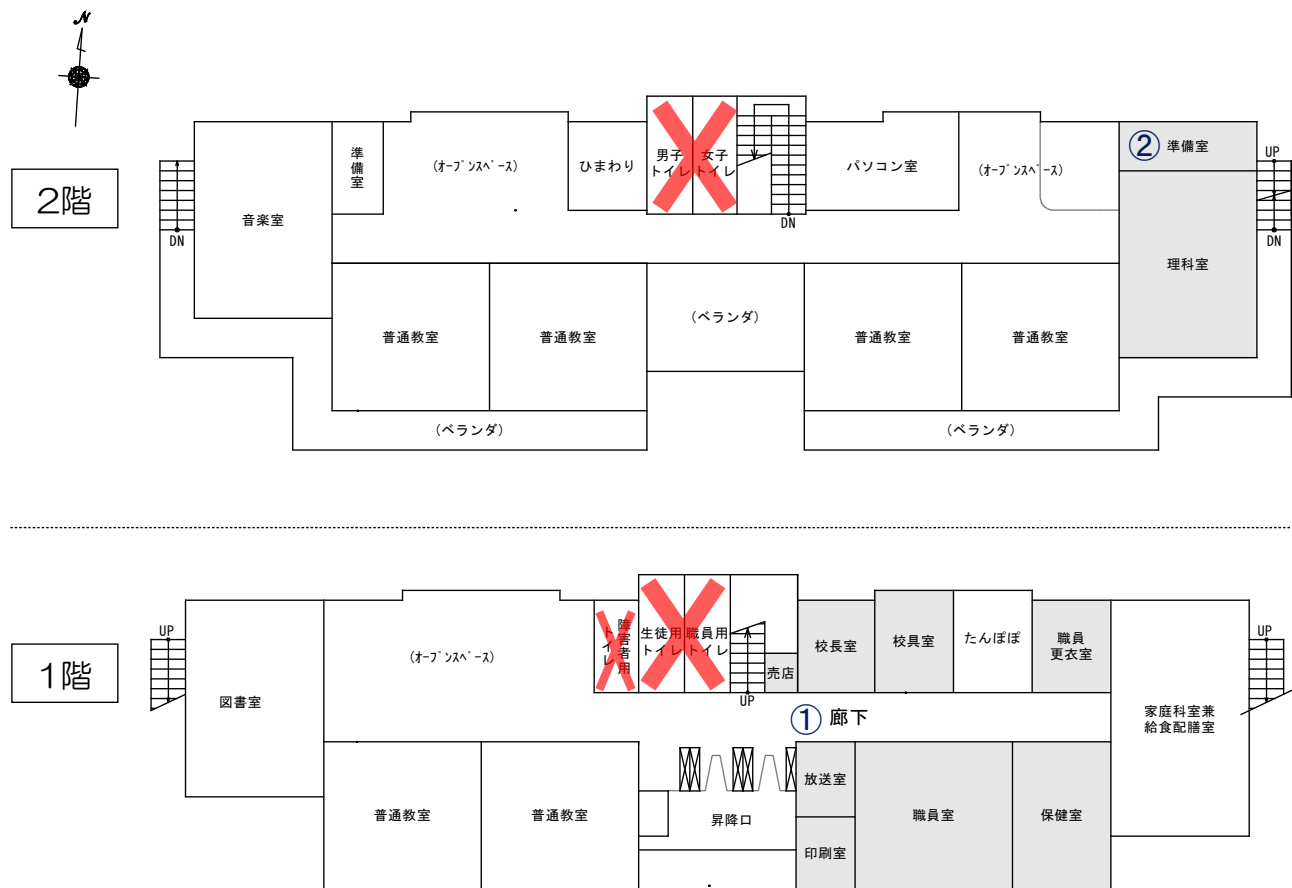 N
2階
音楽室
準
備
室
(オープンスペース)
ひまわり
男子
トイレ
女子
トイレ
DN
パソコン室
(オープンスペース)
② 準備室
UP
DN
DN
理科室
普通教室
普通教室
(ベランダ)
普通教室
普通教室
(ベランダ)
(ベランダ)
1階
UP
図書室
(オープンスペース)
障害者用
トイレ
生徒用
トイレ
職員用
トイレ
UP
売店
校長室
校具室
たんぽぽ
職員
更衣室
UP
家庭科室兼
給食配膳室
① 廊下
普通教室
普通教室
昇降口
放送室
印刷室
職員室
保健室